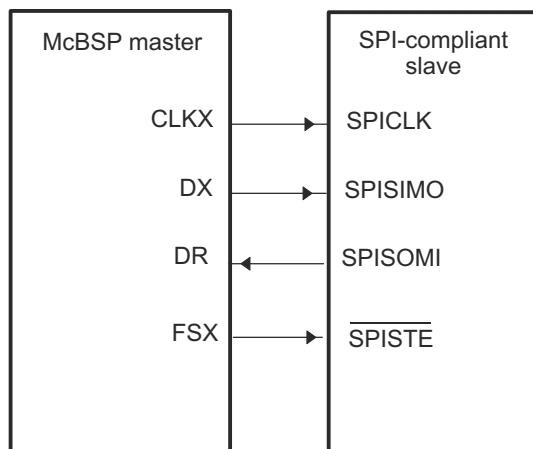 McBSP master
SPI-compliant
slave
CLKX
SPICLK
DX
SPISIMO
DR
SPISOMI
FSX
SPISTE